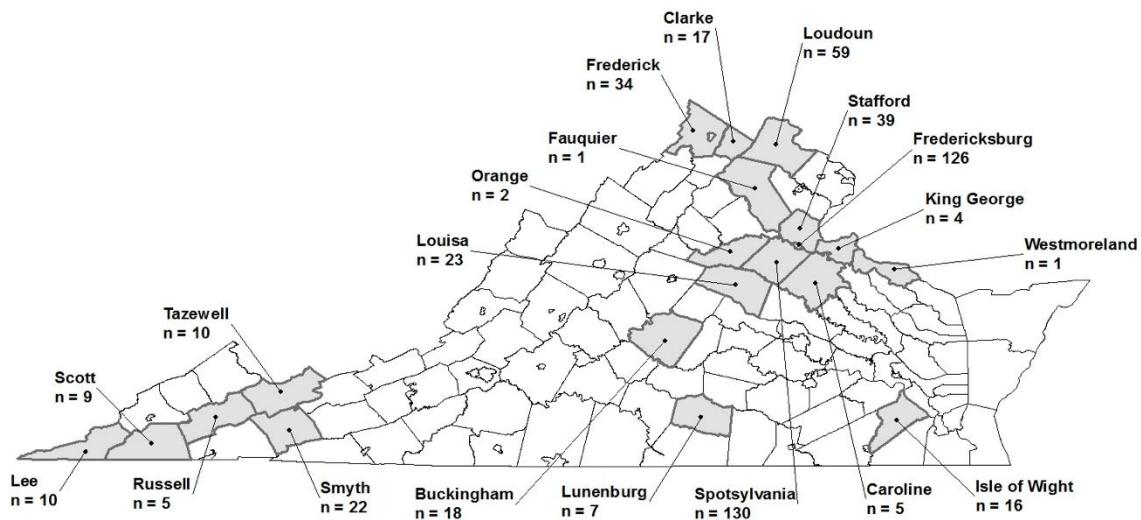 Clarke
n = 17
Loudoun
n = 59
Frederick
n = 34
Stafford
n = 39
Fauquier
n = 1
Fredericksburg
n = 126
Orange
n = 2
King George
n = 4
Louisa
n = 23
Westmoreland
n = 1
Tazewell
n = 10
Scott
n = 9
Lee
n = 10
Russell
n = 5
Smyth
n = 22
Buckingham
n = 18
Lunenburg
n = 7
Spotsylvania
n = 130
Caroline
n = 5
Isle of Wight
n = 16